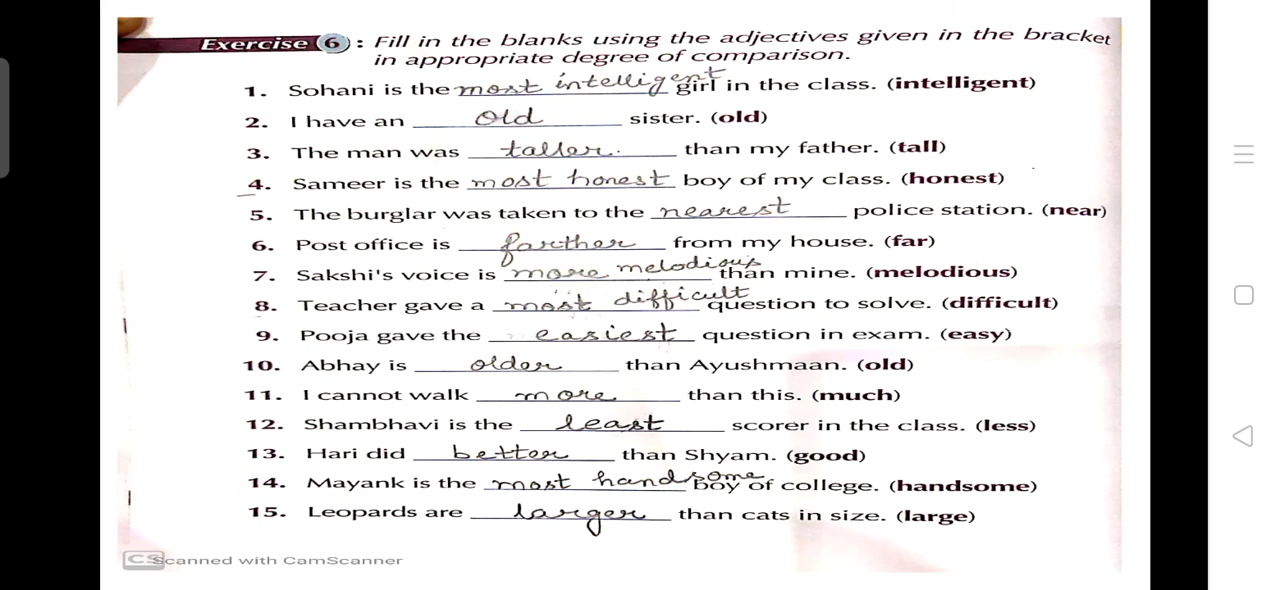 Exercise 6 : Fill in the blanks using the adjectives given in the bracket
in appropriate degree of comparison.
1. Sohani is the most intelligent girl in the class. (intelligent)
2. I have an old sister. (old)
3. The man was taller. than my father. (tall)
4. Sameer is the most honest boy of my class. (honest)
5. The burglar was taken to the nearest police station. (near)
6. Post office is farther from my house. (far)
7. Sakshi's voice is more melodious than mine. (melodious)
8. Teacher gave a most difficult question to solve. (difficult)
9. Pooja gave the easiest question in exam. (easy)
10. Abhay is older than Ayushmaan. (old)
11. I cannot walk more than this. (much)
12. Shambhavi is the least scorer in the class. (less)
13. Hari did better than Shyam. (good)
14. Mayank is the most handsome boy of college. (handsome)
15. Leopards are larger than cats in size. (large)
CS Scanned with CamScanner